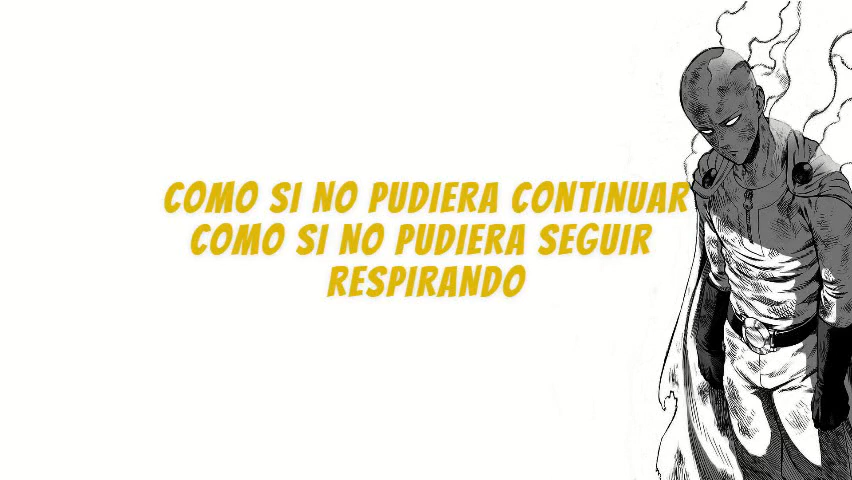 COMO SI NO PUDIERA CONTINUAR
COMO SI NO PUDIERA SEGUIR
RESPIRANDO